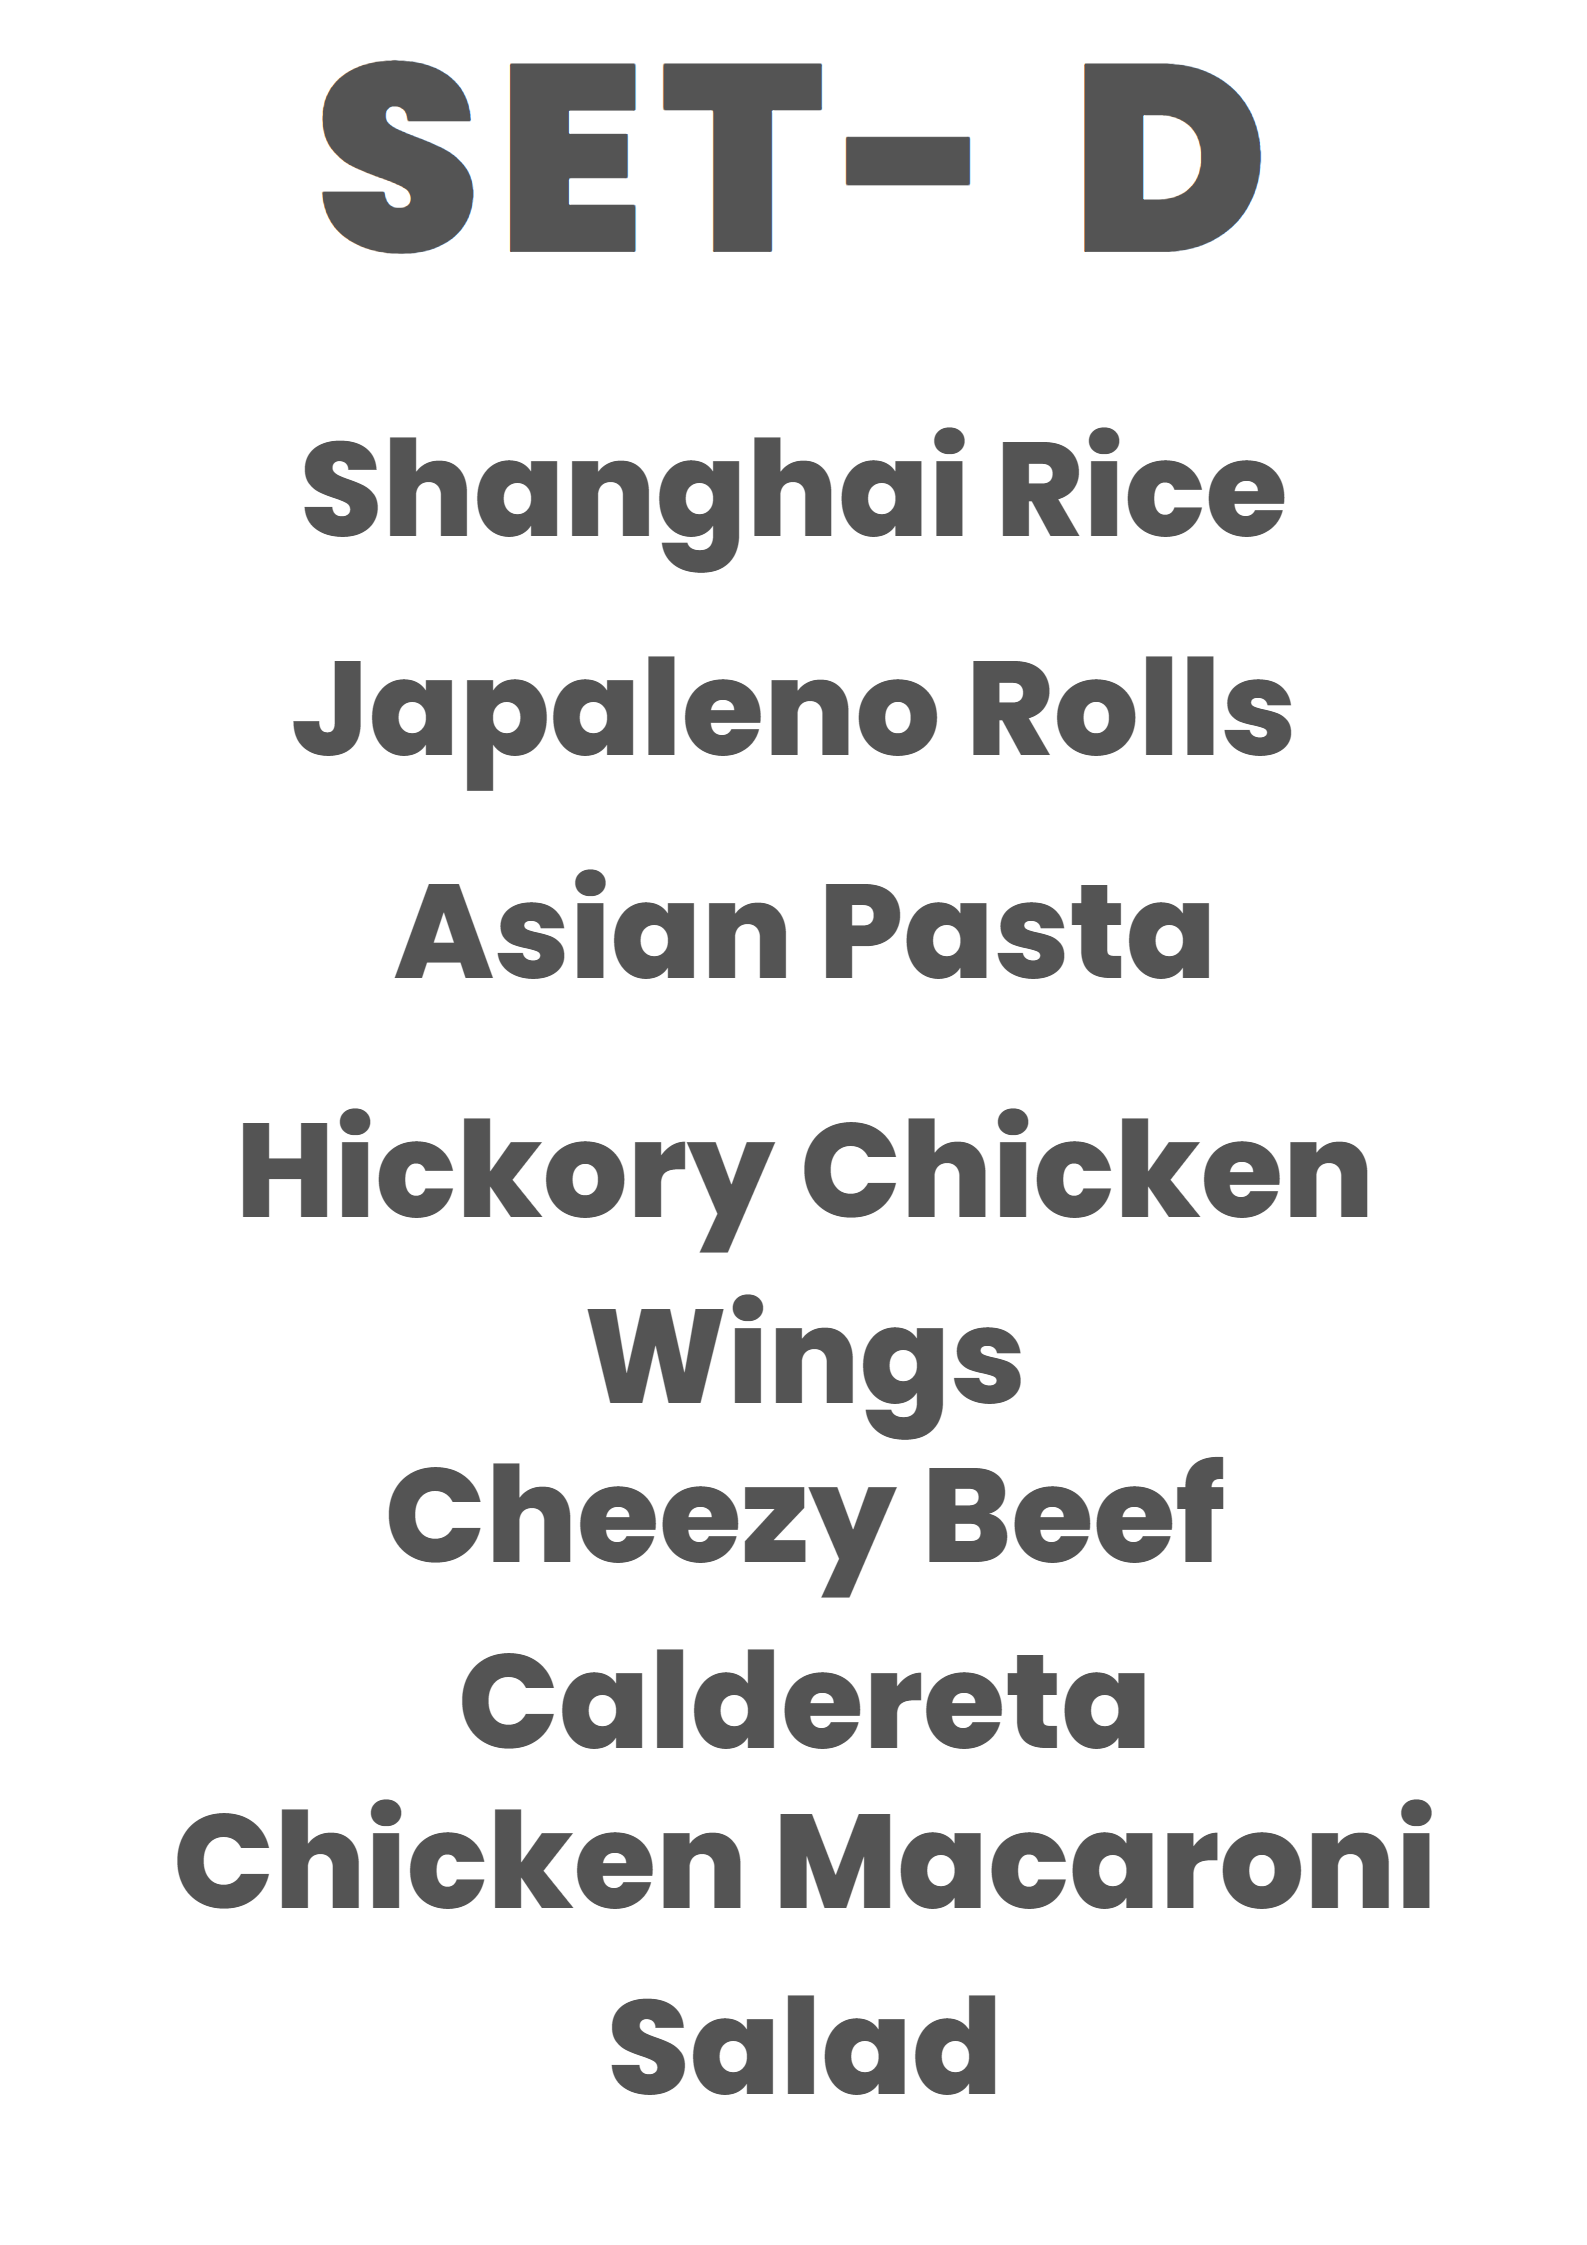 SET- D
Shanghai Rice
Japaleno Rolls
Asian Pasta
Hickory Chicken
Wings
Cheezy Beef
Caldereta
Chicken Macaroni
Salad